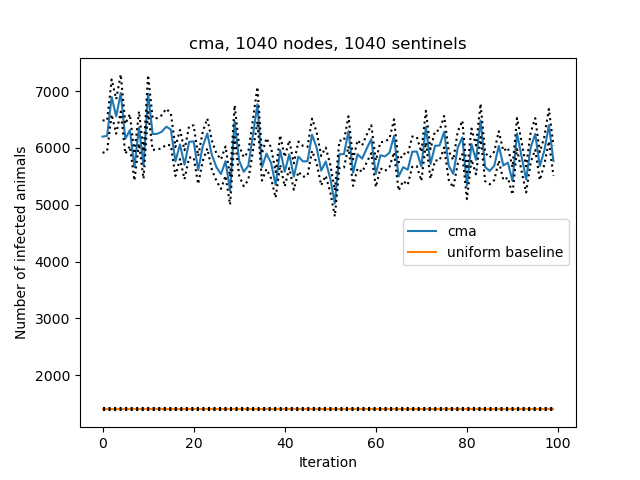 cma, 1040 nodes, 1040 sentinels
Number of infected animals
7000
6000
5000
4000
3000
2000
cma
uniform baseline
0 20 40 60 80 100
Iteration